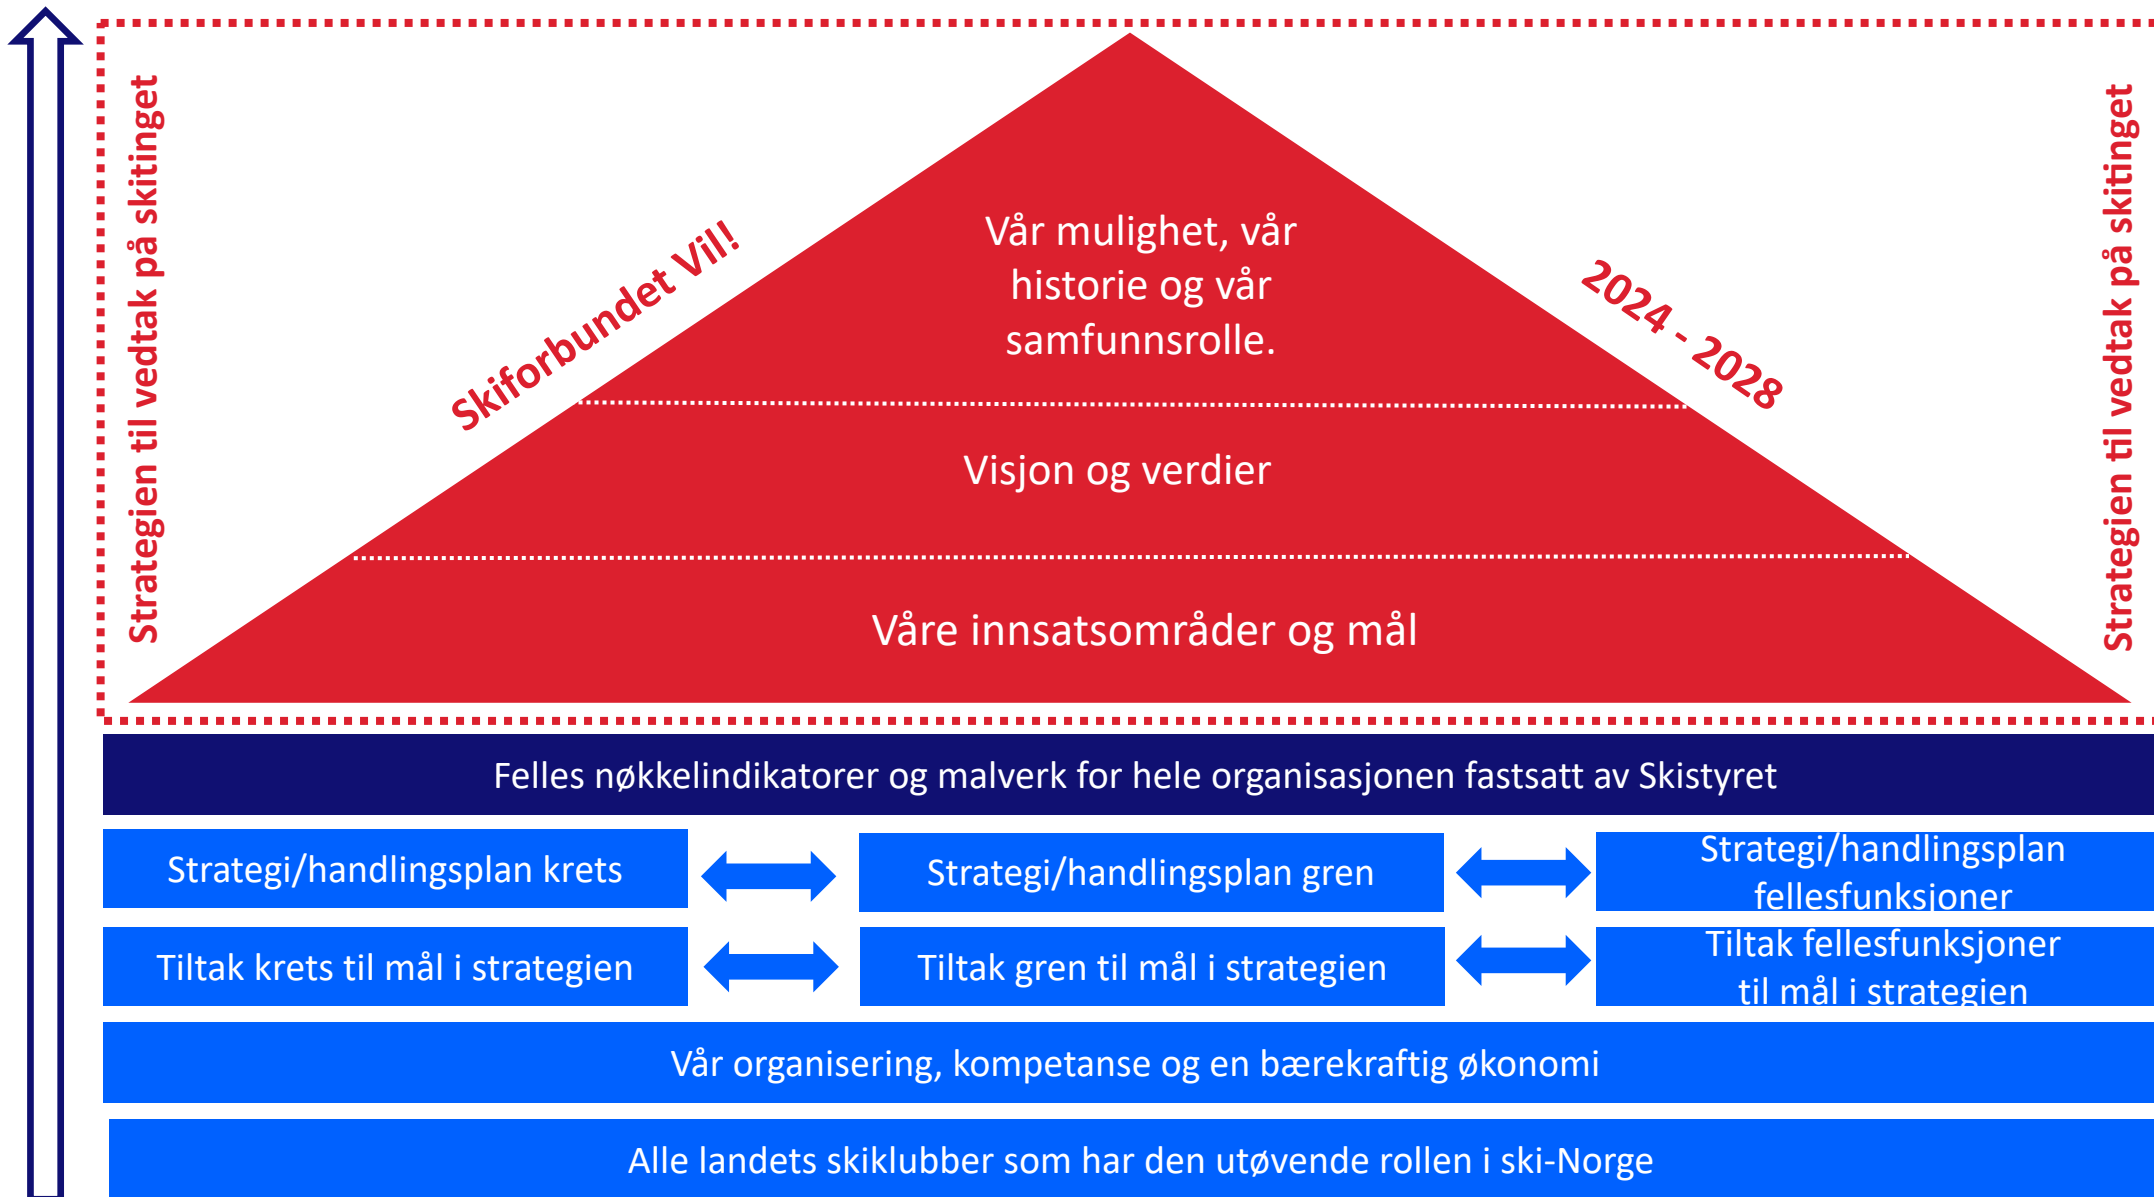 Strategien til vedtak på skitinget
Skiforbundet Vil!
Vår mulighet, vår
historie og vår
samfunnsrolle.
2024 - 2028
Strategien til vedtak på skitinget
Visjon og verdier
Våre innsatsområder og mål
Felles nøkkelindikatorer og malverk for hele organisasjonen fastsatt av Skistyret
Strategi/handlingsplan krets
Strategi/handlingsplan gren
Strategi/handlingsplan
fellesfunksjoner
Tiltak krets til mål i strategien
Tiltak gren til mål i strategien
Tiltak fellesfunksjoner
til mål i strategien
Vår organisering, kompetanse og en bærekraftig økonomi
Alle landets skiklubber som har den utøvende rollen i ski-Norge